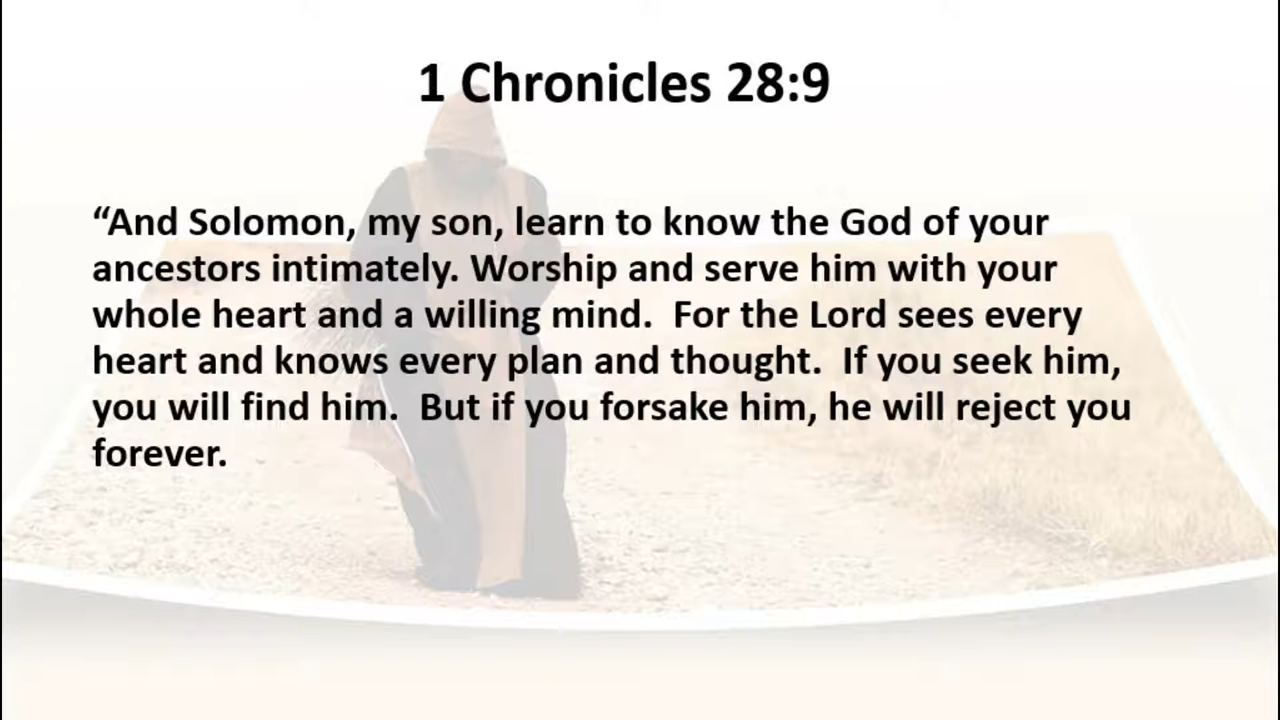 1 Chronicles 28:9
“And Solomon, my son, learn to know the God of your
ancestors intimately. Worship and serve him with your
whole heart and a willing mind.  For the Lord sees every
heart and knows every plan and thought.  If you seek him,
you will find him.  But if you forsake him, he will reject you
forever.